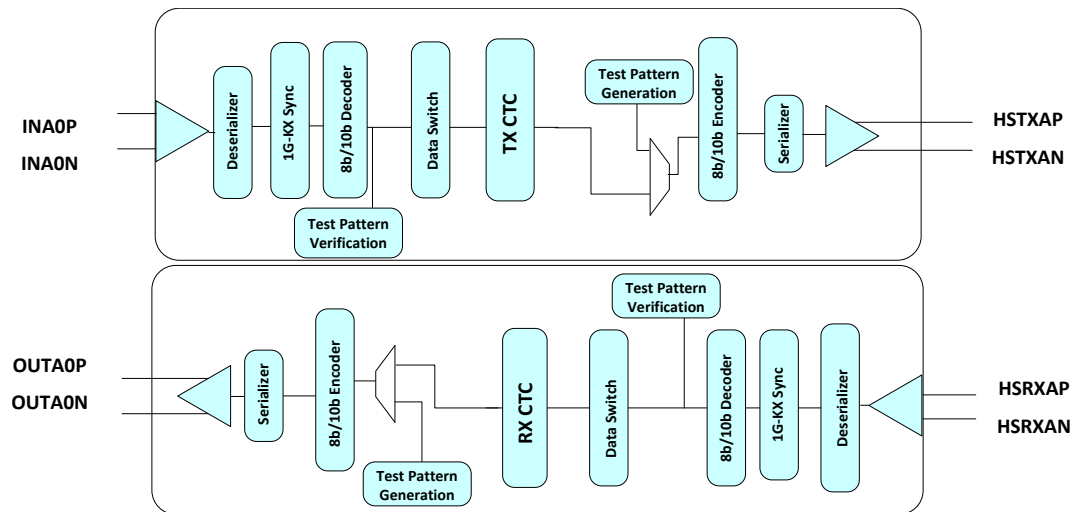 INA0P
INA0N
Deserializer
1G-KX Sync
8b/10b Decoder
Test Pattern
Verification
Data Switch
TX CTC
Test Pattern
Generation
8b/10b Encoder
Serializer
HSTXAP
HSTXAN
OUTA0P
OUTA0N
Serializer
8b/10b Encoder
Test Pattern
Generation
RX CTC
Data Switch
Test Pattern
Verification
8b/10b Decoder
1G-KX Sync
Deserializer
HSRXAP
HSRXAN